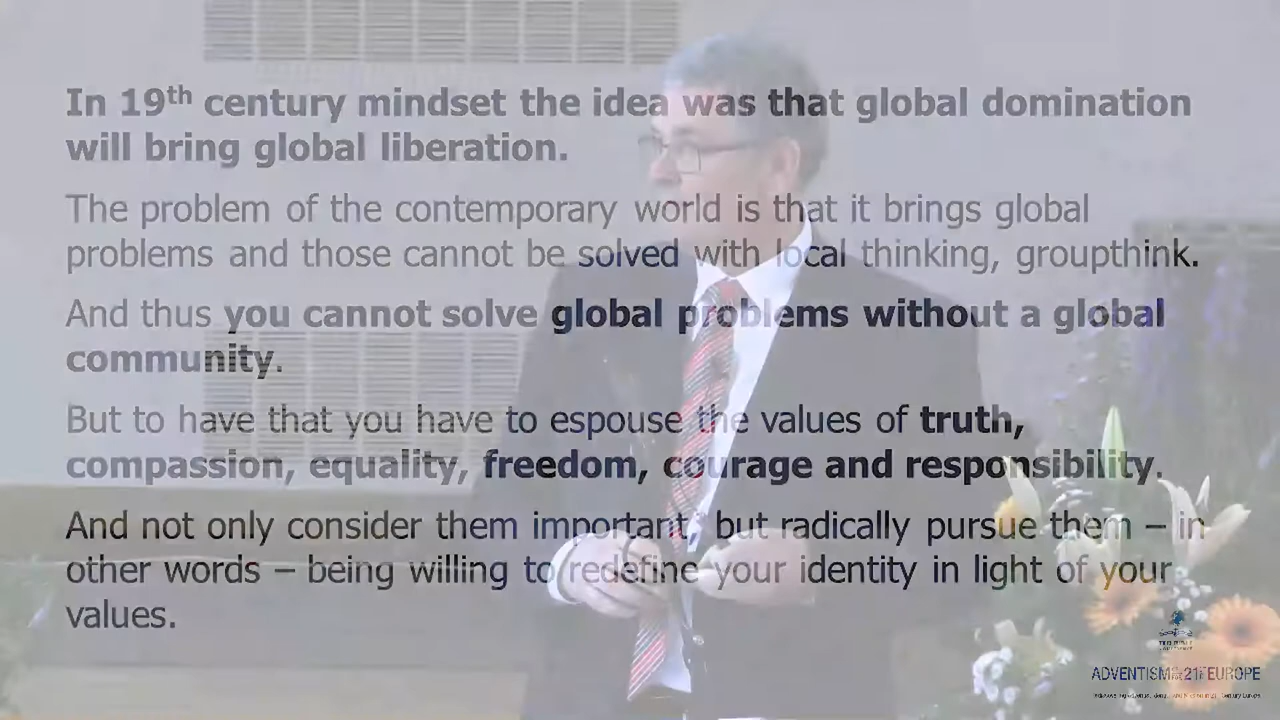 In 19th century mindset the idea was that global domination
will bring global liberation.
The problem of the contemporary world is that it brings global
problems and those cannot be solved with local thinking, groupthink.
And thus you cannot solve global problems without a global
community.
But to have that you have to espouse the values of truth,
compassion, equality, freedom, courage and responsibility.
And not only consider them important, but radically pursue them – in
other words – being willing to redefine your identity in light of your
values.
ADVENTISM 21st EUROPE